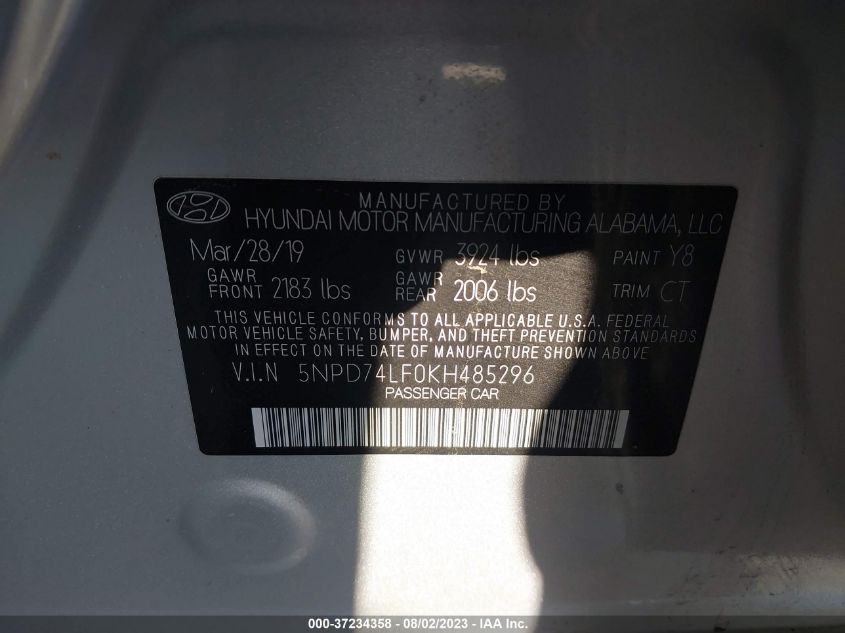 MANUFACTURED BY
HYUNDAI MOTOR MANUFACTURING ALABAMA, LLC
Mar/28/19 GVWR 3924 lbs PAINT Y8
GAWR FRONT 2183 lbs GAWR REAR 2006 lbs TRIM CT
THIS VEHICLE CONFORMS TO ALL APPLICABLE U.S.A. FEDERAL
MOTOR VEHICLE SAFETY, BUMPER, AND THEFT PREVENTION STANDARDS
IN EFFECT ON THE DATE OF MANUFACTURE SHOWN ABOVE
V.I.N 5NPD74LF0KH485296
PASSENGER CAR
000-37234358 | 08/02/2023 | IAA Inc.